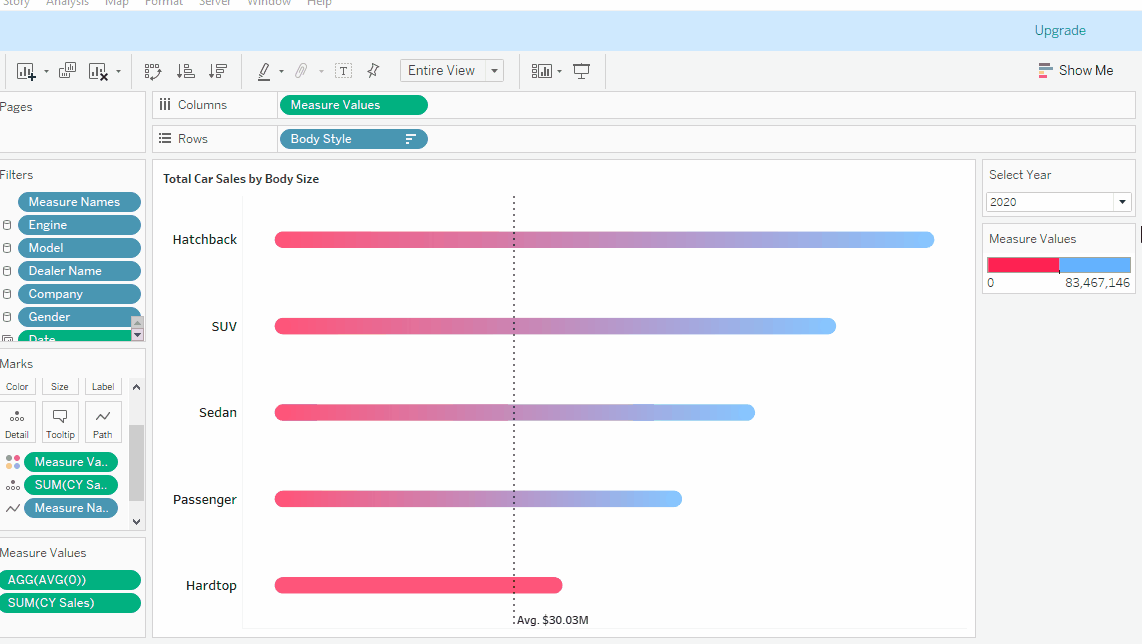 Story Analysis Map Format Server Window Help
Upgrade
Entire View
Show Me
Pages
Columns
Measure Values
Rows
Body Style
Filters
Measure Names
Engine
Model
Dealer Name
Company
Gender
Date
Marks
Color Size Label
Detail Tooltip Path
Measure Va..
SUM(CY Sa..
Measure Na..
Measure Values
AGG(AVG(0))
SUM(CY Sales)
Total Car Sales by Body Size
Hatchback
SUV
Sedan
Passenger
Hardtop
Avg. $30.03M
Select Year
2020
Measure Values
0 83,467,146